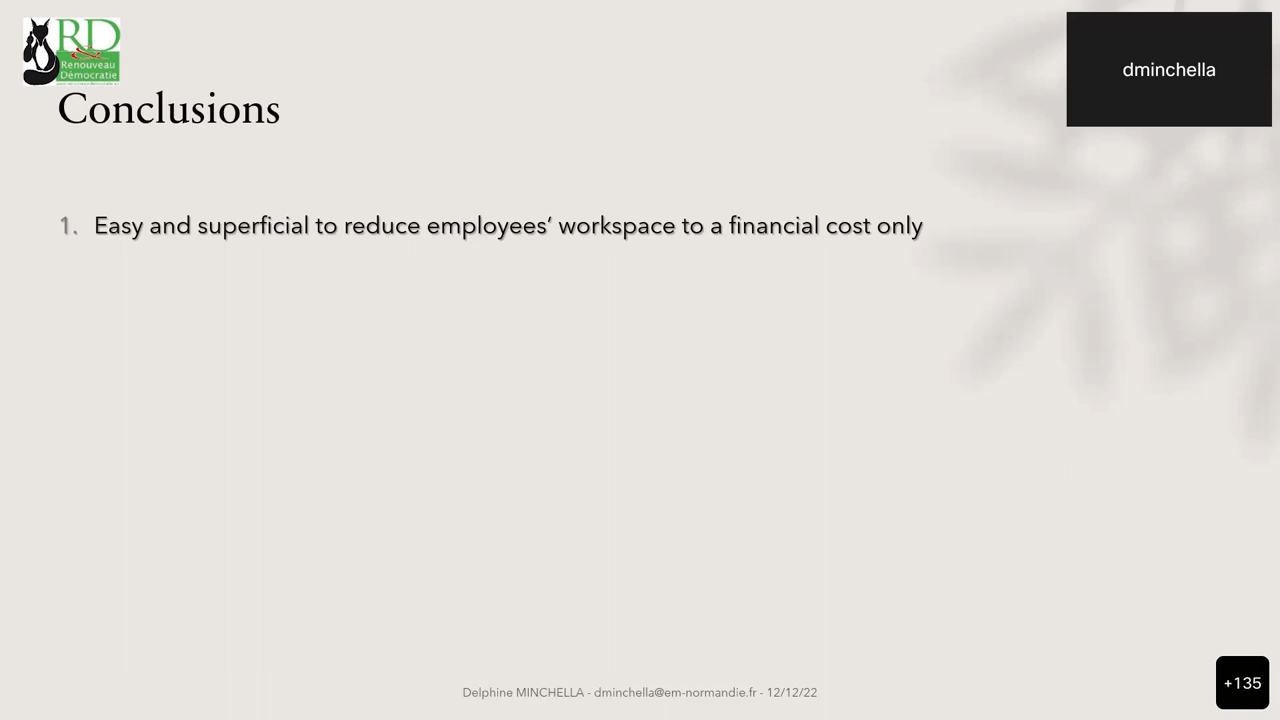 RD
Renouveau
Démocratie
dminchella
Conclusions
1. Easy and superficial to reduce employees’ workspace to a financial cost only
Delphine MINCHELLA - dminchella@em-normandie.fr - 12/12/22
+135